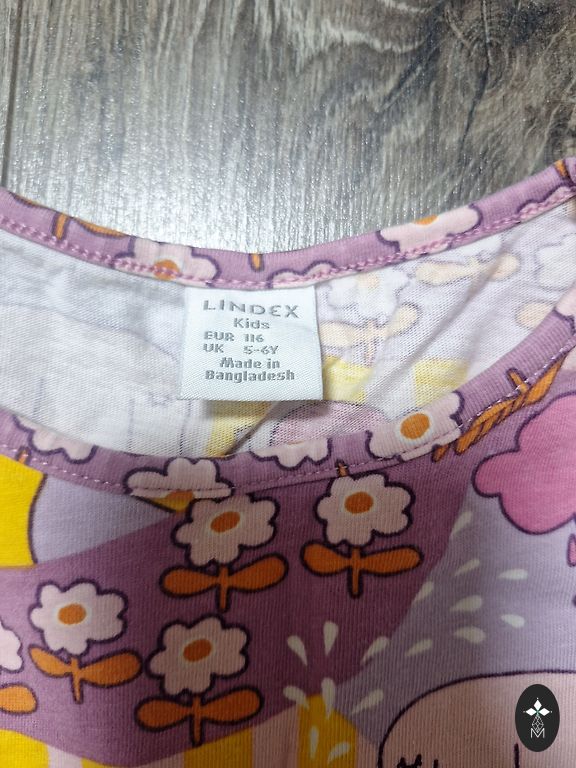 LINDEX
Kids
EUR 116
UK 5-6Y
Made in
Bangladesh
M